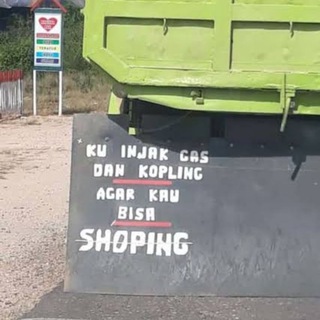 KU INJAK GAS
DAN KOPLING
AGAR KAU
BISA
SHOPING